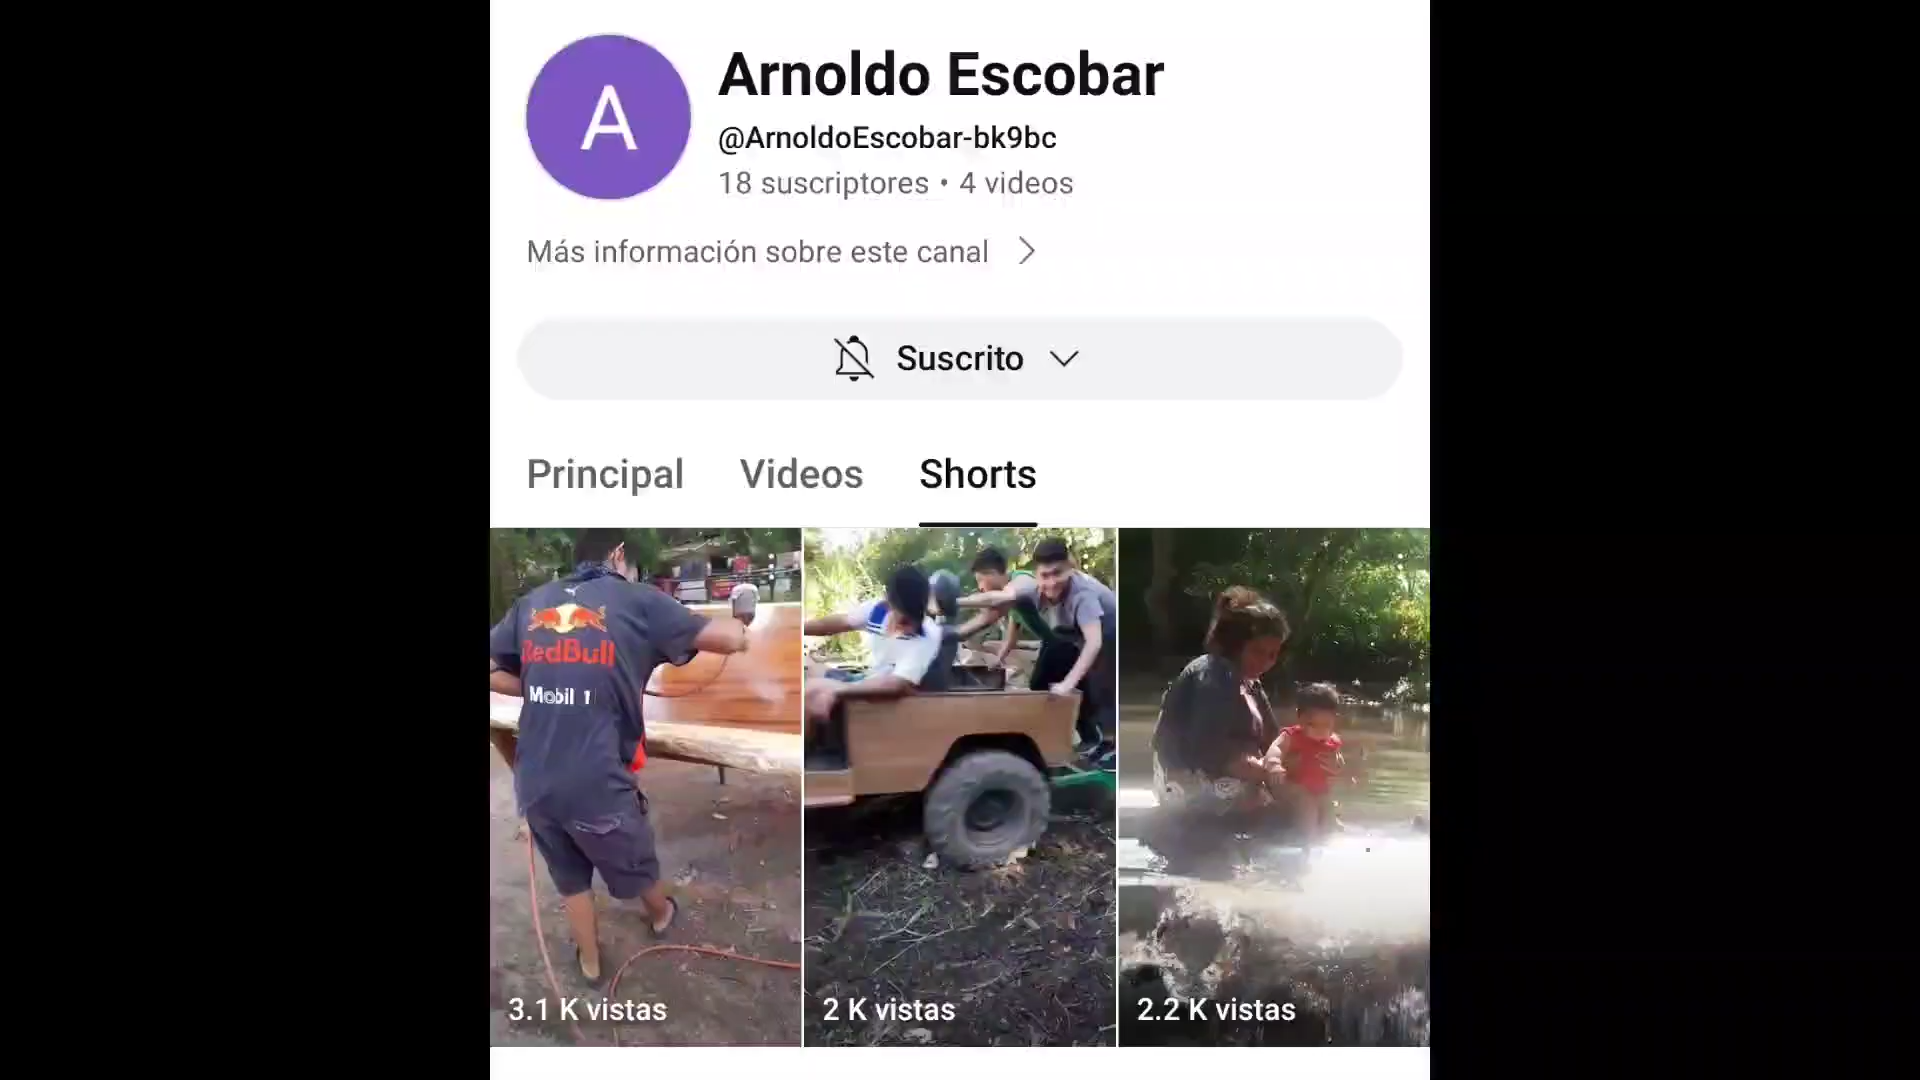 A
Arnoldo Escobar
@ArnoldoEscobar-bk9bc
18 suscriptores • 4 videos
Más información sobre este canal
Suscrito
Principal
Videos
Shorts
RedBull
Mobil 1
3.1 K vistas
2 K vistas
2.2 K vistas